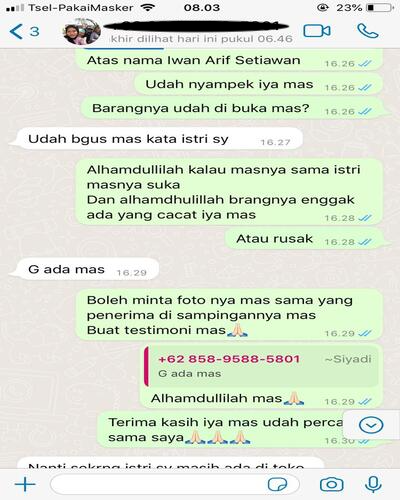 Tsel-PakaiMasker 08.03 23%
3
khir dilihat hari ini pukul 06.46
Atas nama Iwan Arif Setiawan 16.26
Udah nyampek iya mas 16.26
Barangnya udah di buka mas? 16.26
Udah bgus mas kata istri sy 16.27
Alhamdullilah kalau masnya sama istri
masnya suka
Dan alhamdhulillah brangnya enggak
ada yang cacat iya mas 16.28
Atau rusak 16.28
G ada mas 16.29
Boleh minta foto nya mas sama yang
penerima di sampingannya mas
Buat testimoni mas🙏🏻 16.29
+62 858-9588-5801 ~Siyadi
G ada mas
Alhamdullilah mas🙏🏻 16.29
Terima kasih iya mas udah perca
sama saya🙏🏻🙏🏻🙏🏻 16.30
Nanti sekrng istri sy masih ada di toko